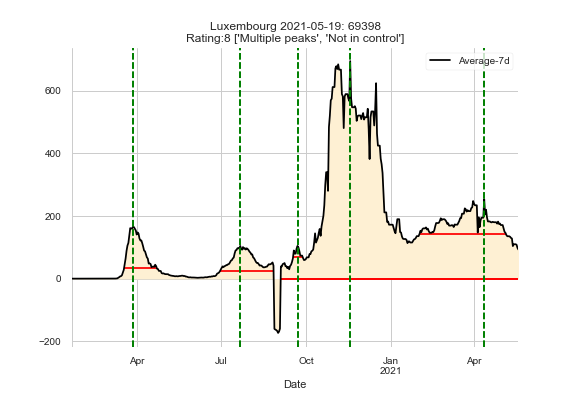 Luxembourg 2021-05-19: 69398
Rating:8 ['Multiple peaks', 'Not in control']
Average-7d
600
400
200
0
−200
Apr
Jul
Oct
Jan
2021
Apr
Date